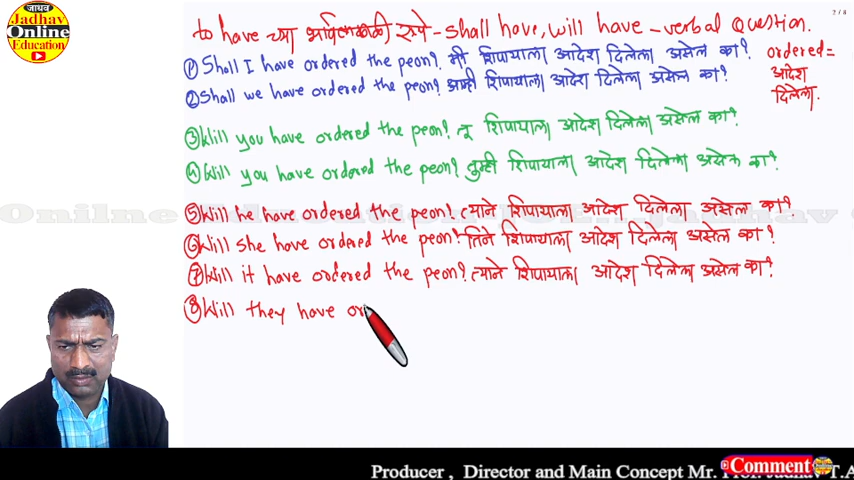 जाधव
Jadhav
Online
Education
2 / 8
to have च्या भविष्यकाळी रूपे - Shall have, will have - verbal Question.
① Shall I have ordered the peon? मी शिपायाला आदेश दिलेला असेल का?
② Shall we have ordered the peon? आम्ही शिपायाला आदेश दिलेला असेल का?
ordered =
आदेश
दिलेला.
③ Will you have ordered the peon? तू शिपायाला आदेश दिलेला असेल का?
④ Will you have ordered the peon? तुम्ही शिपायाला आदेश दिलेला असेल का?
⑤ Will he have ordered the peon? त्याने शिपायाला आदेश दिलेला असेल का?
⑥ Will she have ordered the peon? तिने शिपायाला आदेश दिलेला असेल का?
⑦ Will it have ordered the peon? त्याने शिपायाला आदेश दिलेला असेल का?
⑧ Will they have or
Producer , Director and Main Concept Mr. Prof. Jadhav T.A
Comment